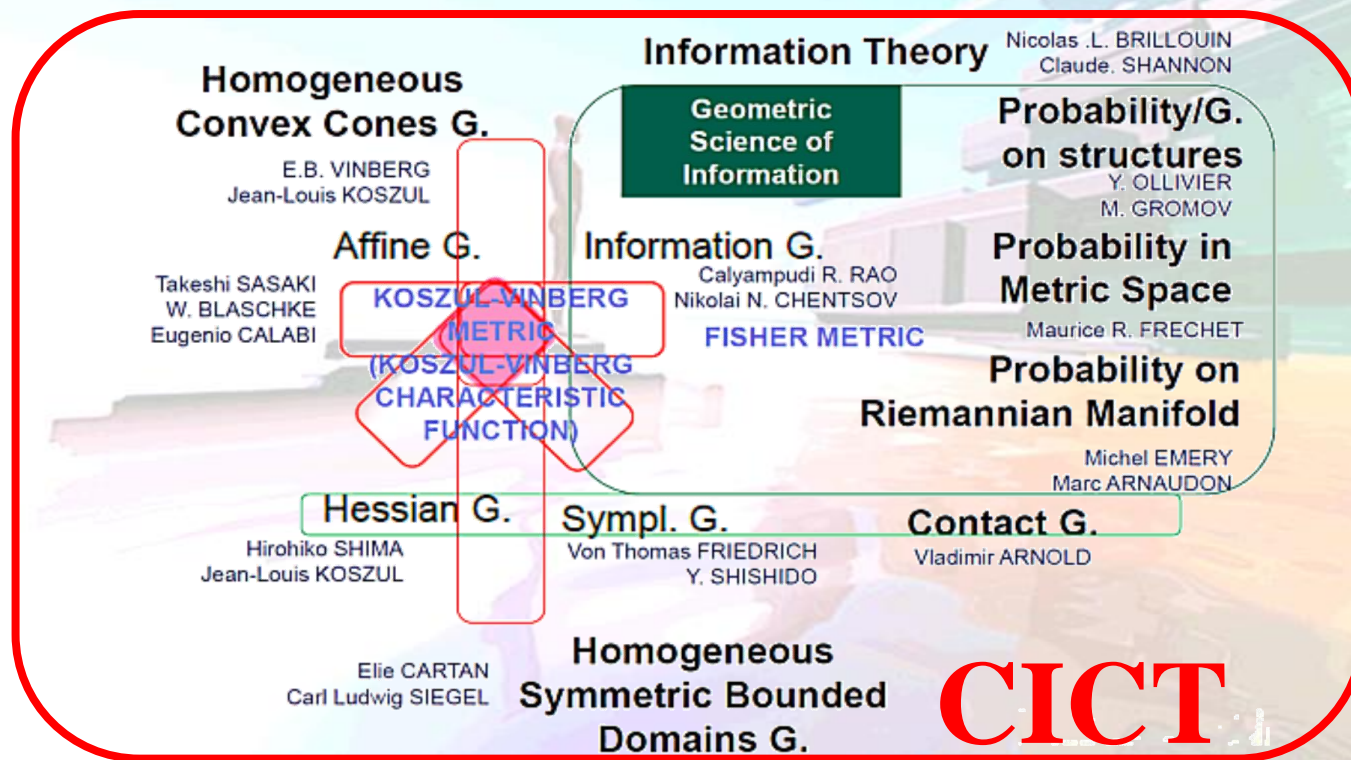 Information Theory
Nicolas .L. BRILLOUIN
Claude. SHANNON
Homogeneous
Convex Cones G.
E.B. VINBERG
Jean-Louis KOSZUL
Geometric
Science of
Information
Probability/G.
on structures
Y. OLLIVIER
M. GROMOV
Affine G.
Takeshi SASAKI
W. BLASCHKE
Eugenio CALABI
Information G.
Calyampudi R. RAO
Nikolai N. CHENTSOV
FISHER METRIC
Probability in
Metric Space
Maurice R. FRECHET
KOSZUL-VINBERG
METRIC
(KOSZUL-VINBERG
CHARACTERISTIC
FUNCTION)
Probability on
Riemannian Manifold
Michel EMERY
Marc ARNAUDON
Hessian G.
Hirohiko SHIMA
Jean-Louis KOSZUL
Sympl. G.
Von Thomas FRIEDRICH
Y. SHISHIDO
Contact G.
Vladimir ARNOLD
Elie CARTAN
Carl Ludwig SIEGEL
Homogeneous
Symmetric Bounded
Domains G.
CICT